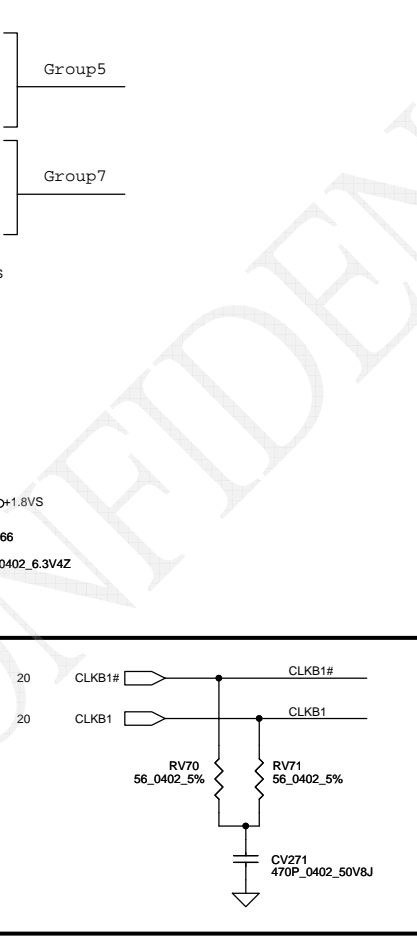 Group5
Group7
S
+1.8VS
66
0402_6.3V4Z
20 CLKB1# CLKB1#
20 CLKB1 CLKB1
RV70 RV71
56_0402_5% 56_0402_5%
CV271
470P_0402_50V8J